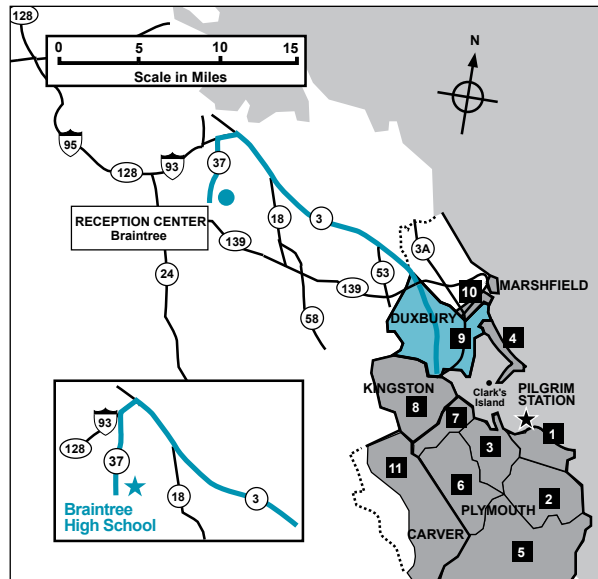 128
0 5 10 15
Scale in Miles
N
95
128
93
37
RECEPTION CENTER
Braintree
139
18
3
3A
24
53
139
58
10
MARSHFIELD
DUXBURY
9
4
Clark's
Island
PILGRIM
STATION
KINGSTON
8
7
1
3
11
6
2
PLYMOUTH
CARVER
5
93
128
37
18
3
Braintree
High School